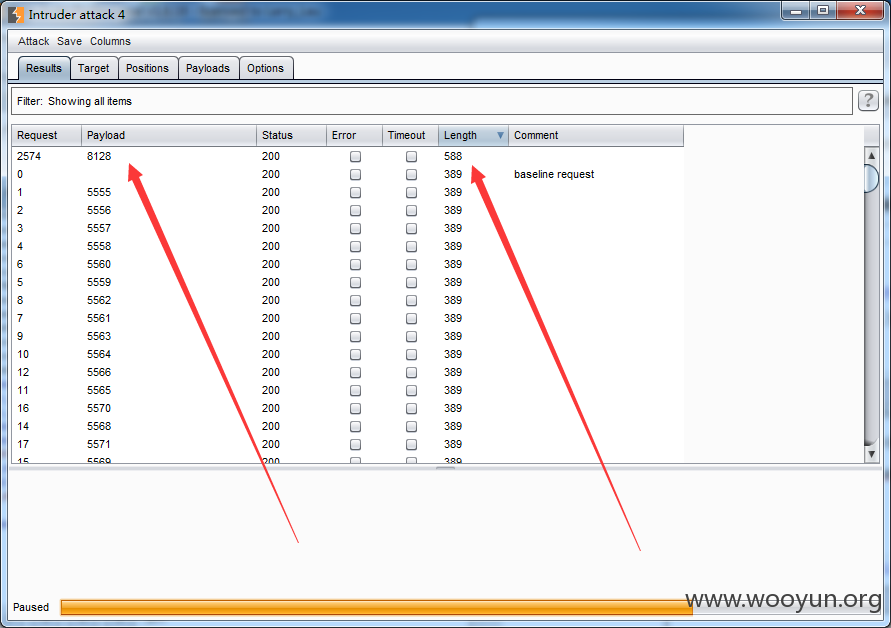 Intruder attack 4
Attack Save Columns
Results Target Positions Payloads Options
Filter: Showing all items ?
Request Payload Status Error Timeout Length Comment
2574 8128 200 588
0 200 389 baseline request
1 5555 200 389
2 5556 200 389
3 5557 200 389
4 5558 200 389
6 5560 200 389
5 5559 200 389
8 5562 200 389
7 5561 200 389
9 5563 200 389
10 5564 200 389
12 5566 200 389
11 5565 200 389
16 5570 200 389
14 5568 200 389
17 5571 200 389
15 5569 200 389
Paused
www.wooyun.org